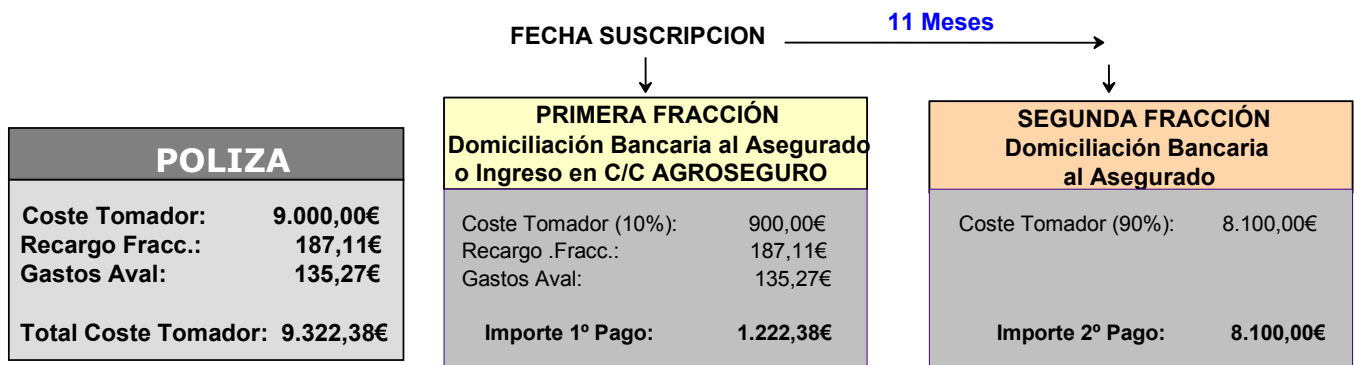 FECHA SUSCRIPCION
11 Meses
POLIZA
Coste Tomador: 9.000,00€
Recargo Fracc.: 187,11€
Gastos Aval: 135,27€
Total Coste Tomador: 9.322,38€
PRIMERA FRACCIÓN
Domiciliación Bancaria al Asegurado
o Ingreso en C/C AGROSEGURO
Coste Tomador (10%): 900,00€
Recargo .Fracc.: 187,11€
Gastos Aval: 135,27€
Importe 1º Pago: 1.222,38€
SEGUNDA FRACCIÓN
Domiciliación Bancaria
al Asegurado
Coste Tomador (90%): 8.100,00€
Importe 2º Pago: 8.100,00€